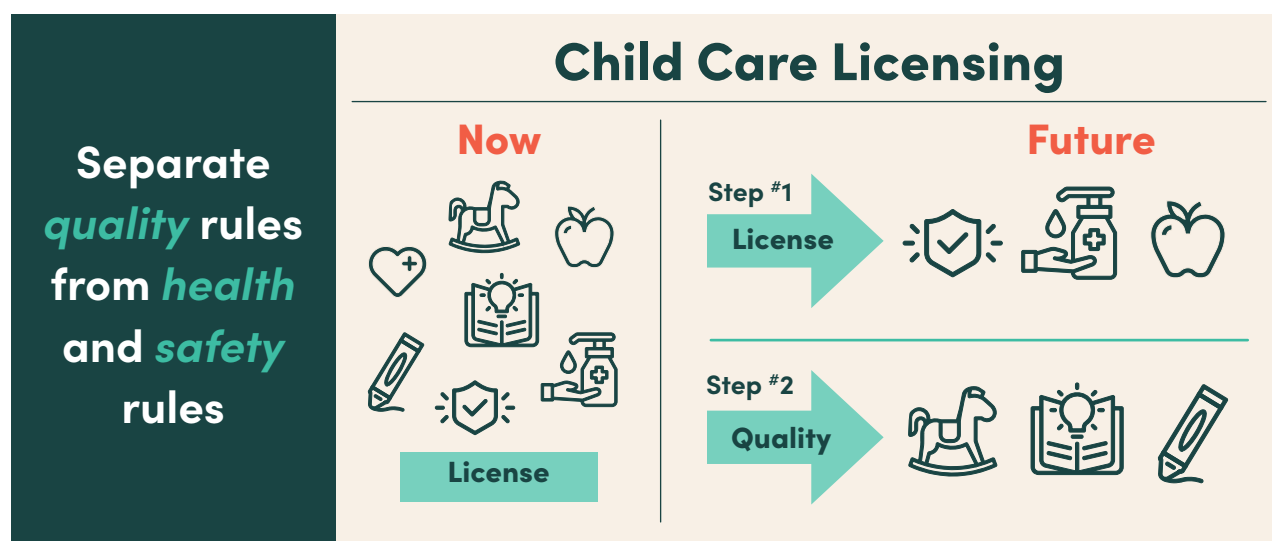 Separate
quality rules
from health
and safety
rules
Child Care Licensing
Now
License
Future
Step #1
License
Step #2
Quality